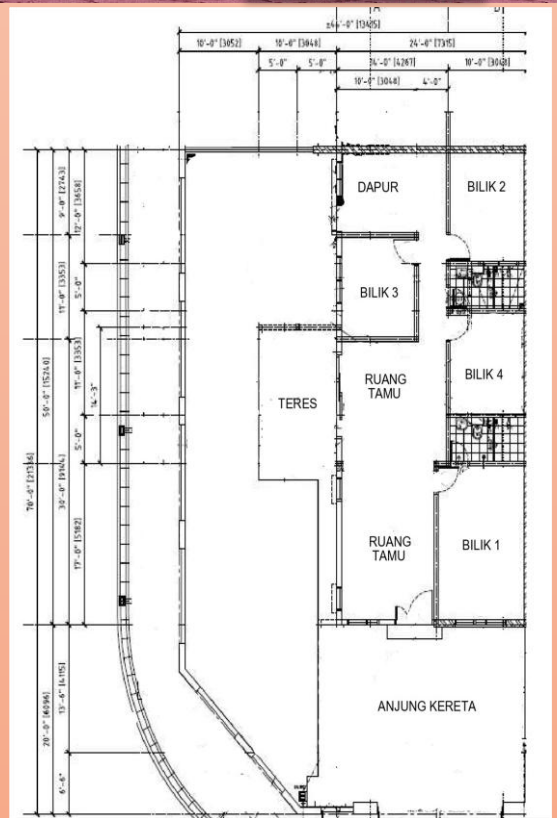 A
B
±44'-0" [13415]
10'-0" [3052]
10'-0" [3048]
24'-0" [7315]
5'-0"
5'-0"
14'-0" [4267]
10'-0" [3048]
10'-0" [3048]
4'-0"
DAPUR
BILIK 2
BILIK 3
TERES
RUANG
TAMU
BILIK 4
RUANG
TAMU
BILIK 1
ANJUNG KERETA
70'-0" [21336]
50'-0" [15240]
20'-0" [6096]
9'-0" [2743]
11'-0" [3353]
30'-0" [9144]
13'-6" [4115]
6'-6"
12'-0" [3658]
5'-0"
11'-0" [3353]
5'-0"
17'-0" [5182]
14'-3"